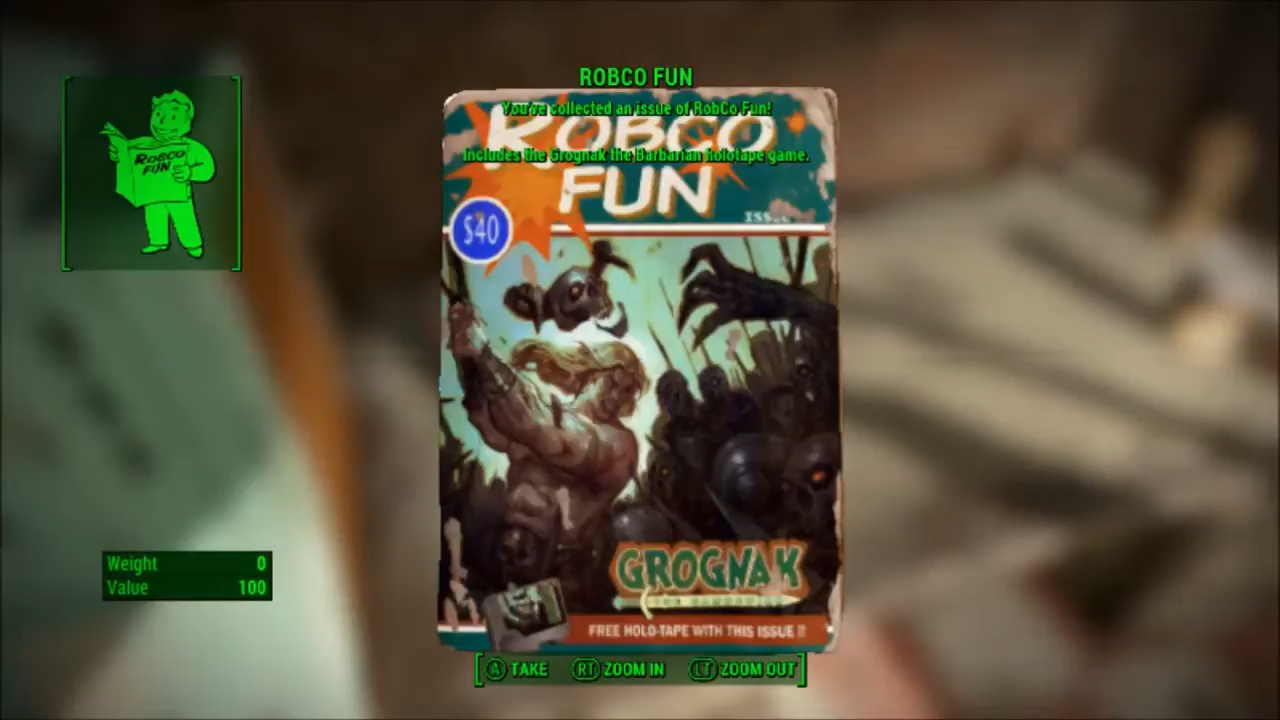 ROBCO FUN
You've collected an issue of RobCo Fun!
Includes the Grognak the Barbarian holotape game.
ROBCO
FUN
$40
ROBCO
FUN
GROGNAK
FREE HOLO-TAPE WITH THIS ISSUE !!
Weight 0
Value 100
A TAKE RT ZOOM IN LT ZOOM OUT